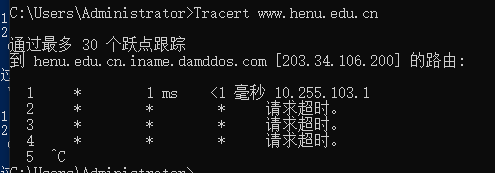 C:\Users\Administrator>Tracert www.henu.edu.cn
通过最多 30 个跃点跟踪
到 henu.edu.cn.iname.damddos.com [203.34.106.200] 的路由:
1 * 1 ms <1 毫秒 10.255.103.1
2 * * * 请求超时。
3 * * * 请求超时。
4 * * * 请求超时。
5 ^C
C:\Users\Administrator>